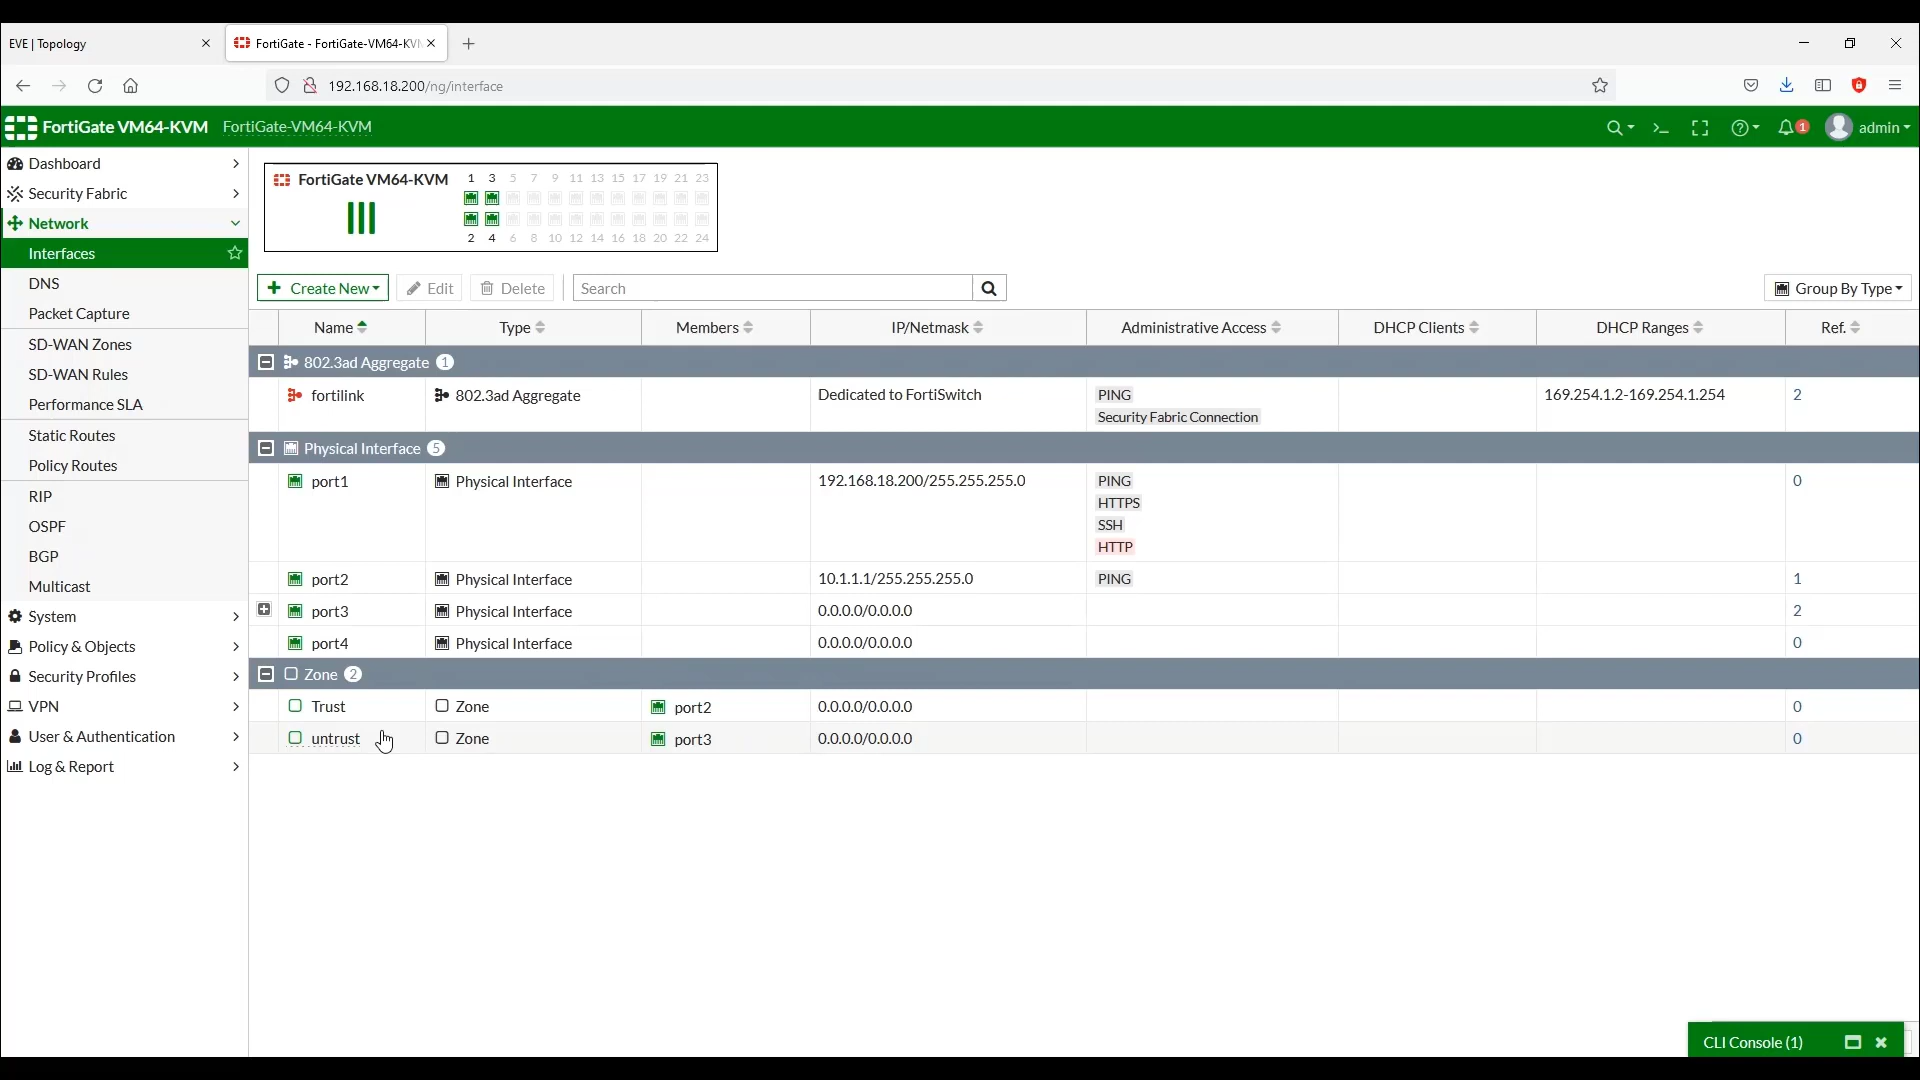 EVE | Topology
FortiGate - FortiGate-VM64-KVM
192.168.18.200/ng/interface
FortiGate VM64-KVM FortiGate-VM64-KVM
1
admin
Dashboard
Security Fabric
Network
Interfaces
DNS
Packet Capture
SD-WAN Zones
SD-WAN Rules
Performance SLA
Static Routes
Policy Routes
RIP
OSPF
BGP
Multicast
System
Policy & Objects
Security Profiles
VPN
User & Authentication
Log & Report
FortiGate VM64-KVM
1 3 5 7 9 11 13 15 17 19 21 23
2 4 6 8 10 12 14 16 18 20 22 24
Create New Edit Delete Search Group By Type
Name Type Members IP/Netmask Administrative Access DHCP Clients DHCP Ranges Ref.
802.3ad Aggregate 1
fortilink 802.3ad Aggregate Dedicated to FortiSwitch PING 169.254.1.2-169.254.1.254 2
Security Fabric Connection
Physical Interface 5
port1 Physical Interface 192.168.18.200/255.255.255.0 PING 0
HTTPS
SSH
HTTP
port2 Physical Interface 10.1.1.1/255.255.255.0 PING 1
port3 Physical Interface 0.0.0.0/0.0.0.0 2
port4 Physical Interface 0.0.0.0/0.0.0.0 0
Zone 2
Trust Zone port2 0.0.0.0/0.0.0.0 0
untrust Zone port3 0.0.0.0/0.0.0.0 0
CLI Console (1)